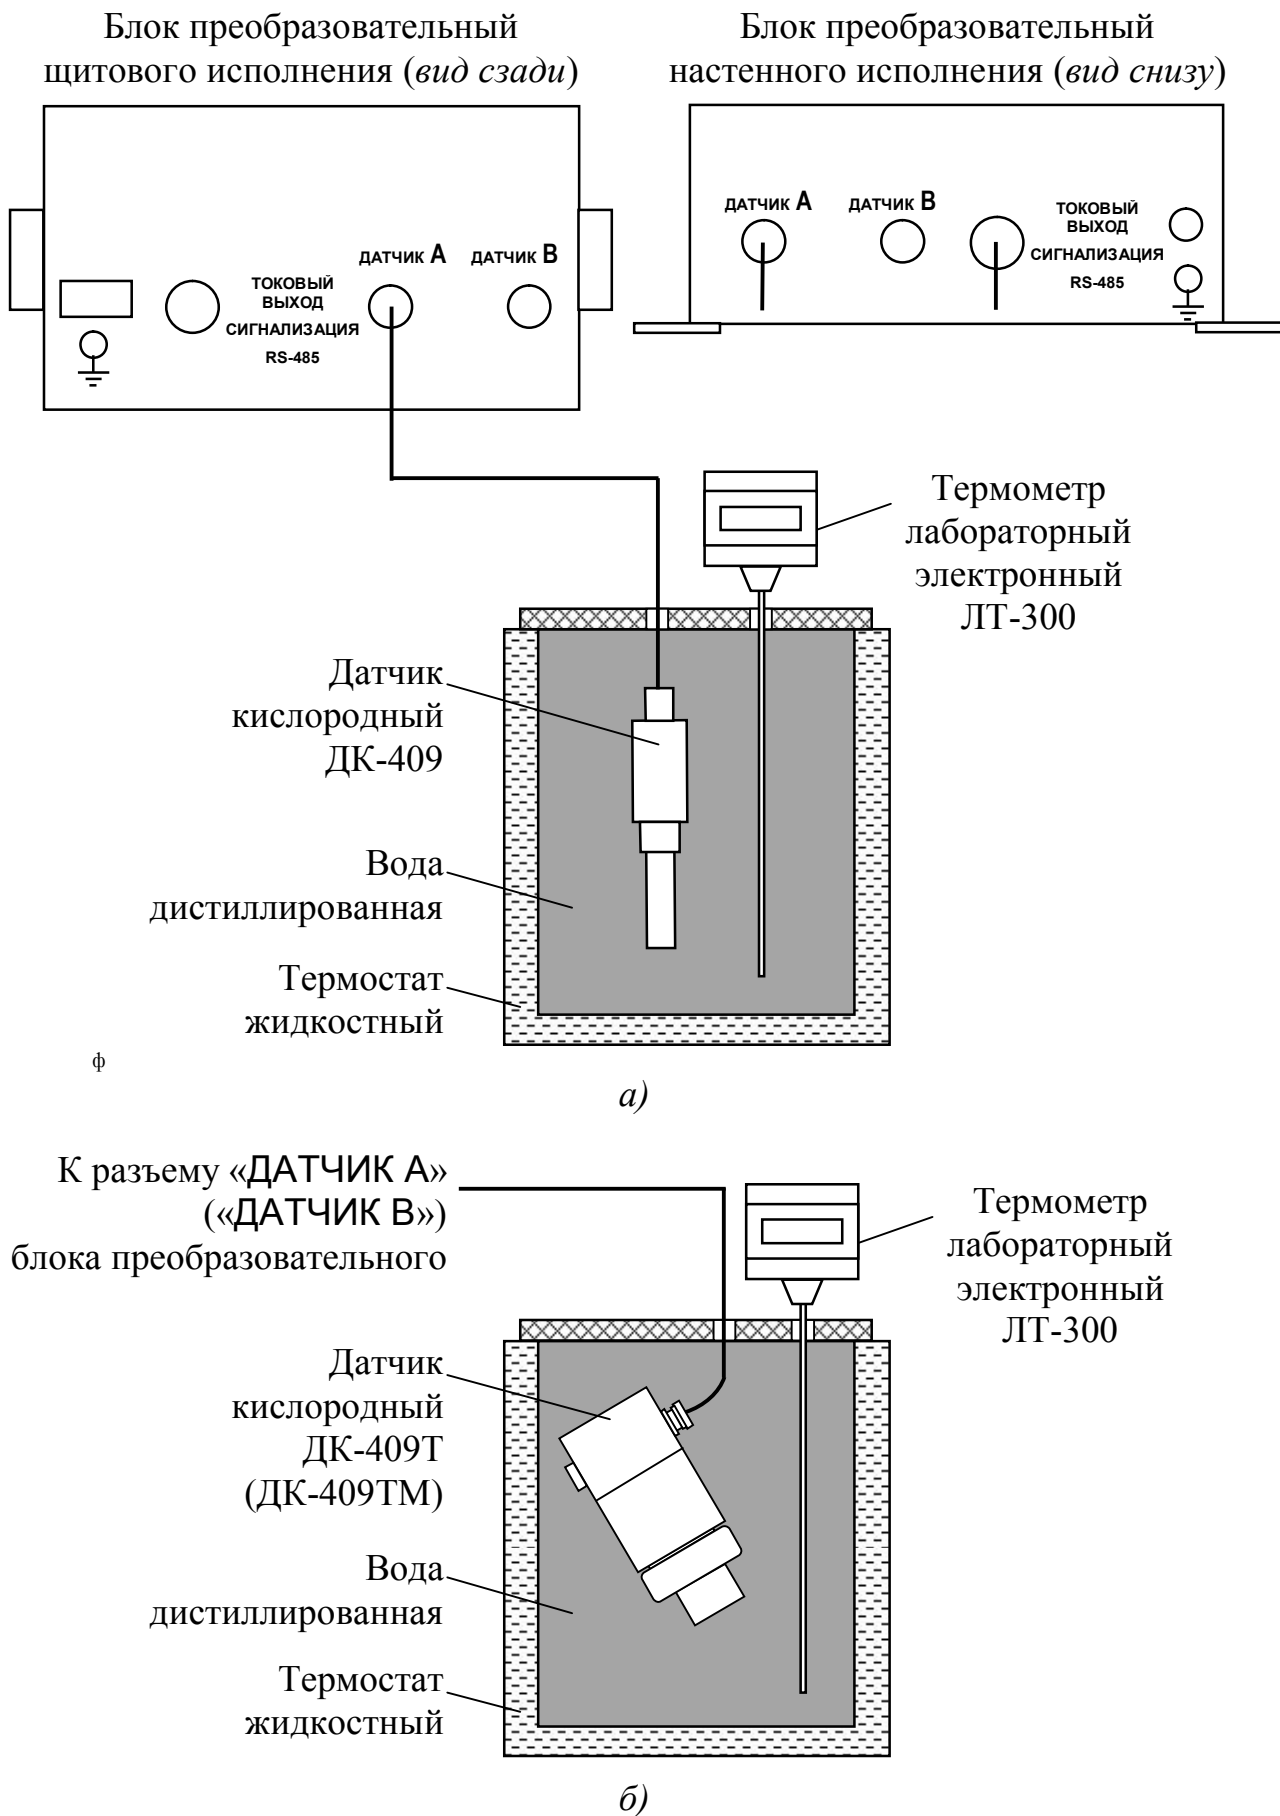 Блок преобразовательный
щитового исполнения (вид сзади)
Блок преобразовательный
настенного исполнения (вид снизу)
ДАТЧИК А
ДАТЧИК В
ТОКОВЫЙ
ВЫХОД
СИГНАЛИЗАЦИЯ
RS-485
ДАТЧИК А
ДАТЧИК В
ТОКОВЫЙ
ВЫХОД
СИГНАЛИЗАЦИЯ
RS-485
Термометр
лабораторный
электронный
ЛТ-300
Датчик
кислородный
ДК-409
Вода
дистиллированная
Термостат
жидкостный
ф
а)
К разъему «ДАТЧИК А»
(«ДАТЧИК В»)
блока преобразовательного
Термометр
лабораторный
электронный
ЛТ-300
Датчик
кислородный
ДК-409Т
(ДК-409ТМ)
Вода
дистиллированная
Термостат
жидкостный
б)